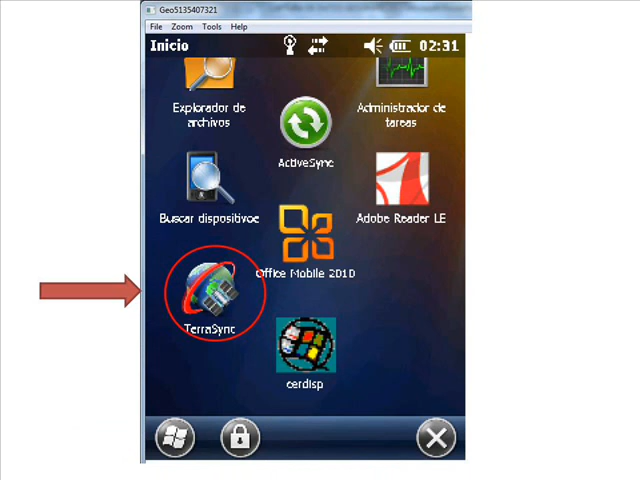 Geo5135407321
File Zoom Tools Help
Inicio 02:31
Explorador de
archivos
Administrador de
tareas
ActiveSync
Buscar dispositivoe
Adobe Reader LE
Office Mobile 2010
TerraSync
cerdisp